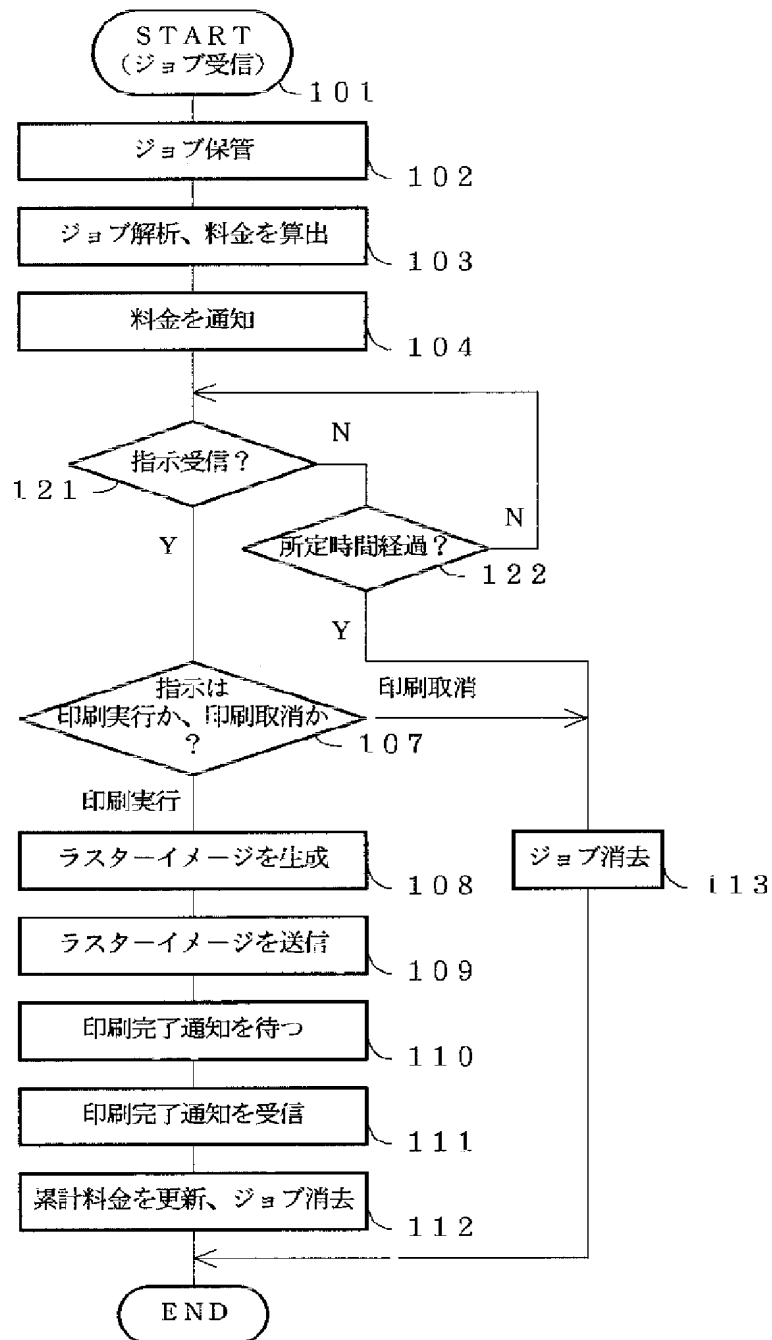 START
(ジョブ受信)
101
ジョブ保管
102
ジョブ解析、料金を算出
103
料金を通知
104
指示受信？
121
N
Y
所定時間経過？
122
N
Y
指示は
印刷実行か、印刷取消か
？
107
印刷取消
印刷実行
ラスターイメージを生成
108
ジョブ消去
113
ラスターイメージを送信
109
印刷完了通知を待つ
110
印刷完了通知を受信
111
累計料金を更新、ジョブ消去
112
END